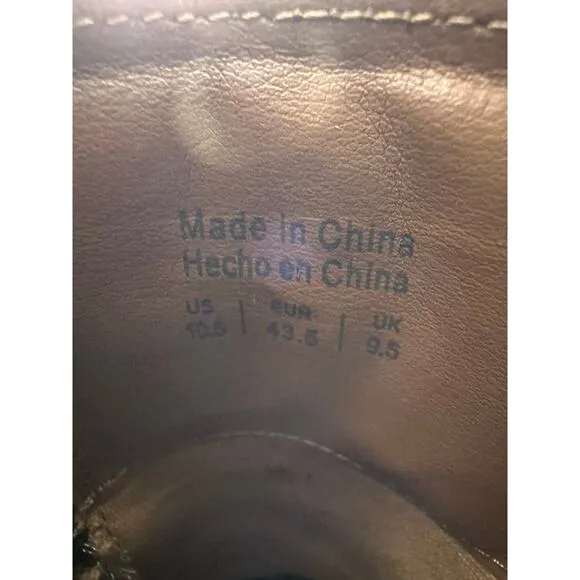 Made in China
Hecho en China
US | EUR | UK
10.5 | 43.5 | 9.5